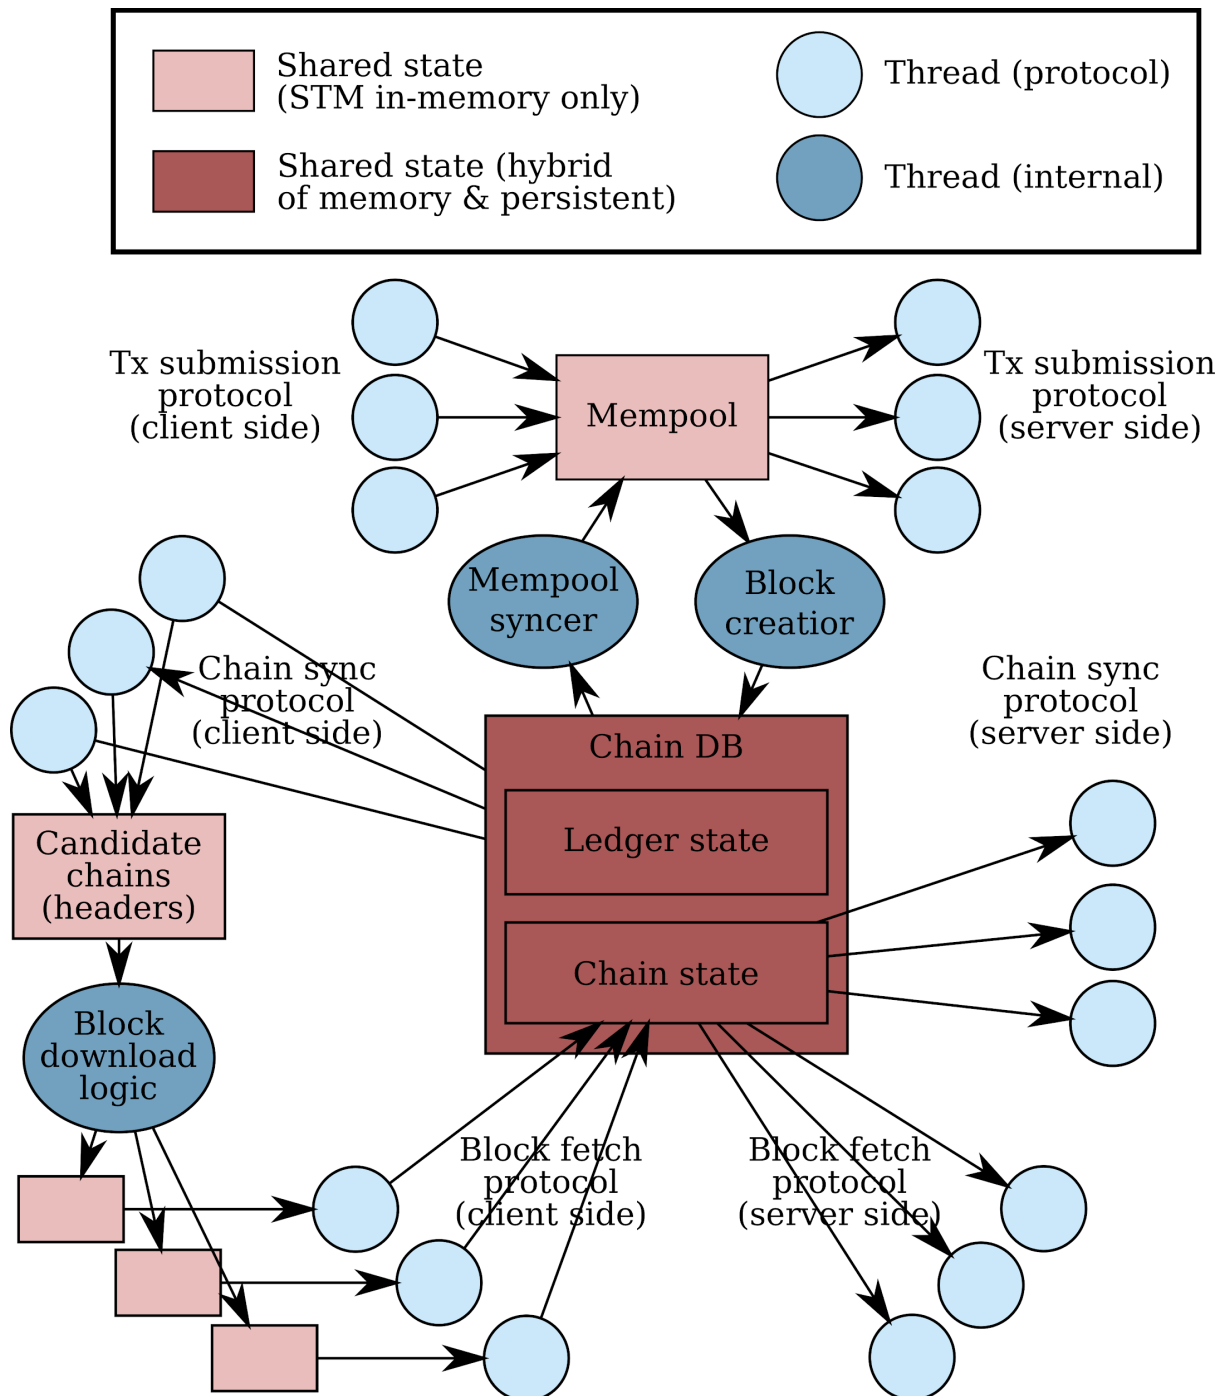 Shared state
(STM in-memory only)
Shared state (hybrid
of memory & persistent)
Thread (protocol)
Thread (internal)
Tx submission
protocol
(client side)
Mempool
Tx submission
protocol
(server side)
Mempool
syncer
Block
creatior
Chain sync
protocol
(client side)
Chain sync
protocol
(server side)
Chain DB
Ledger state
Chain state
Candidate
chains
(headers)
Block
download
logic
Block fetch
protocol
(client side)
Block fetch
protocol
(server side)